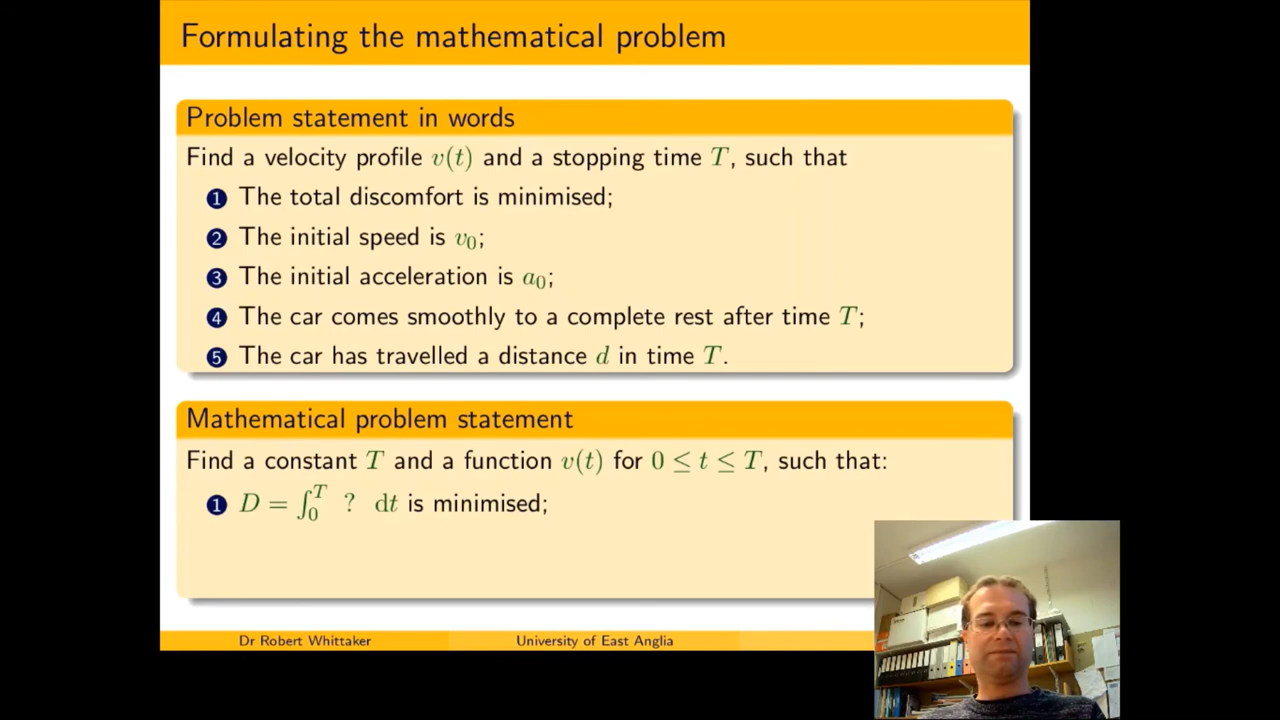 Formulating the mathematical problem
Problem statement in words
Find a velocity profile v(t) and a stopping time T, such that
1 The total discomfort is minimised;
2 The initial speed is v₀;
3 The initial acceleration is a₀;
4 The car comes smoothly to a complete rest after time T;
5 The car has travelled a distance d in time T.
Mathematical problem statement
Find a constant T and a function v(t) for 0 ≤ t ≤ T, such that:
1 D = ∫₀ᵀ ? dt is minimised;
Dr Robert Whittaker University of East Anglia